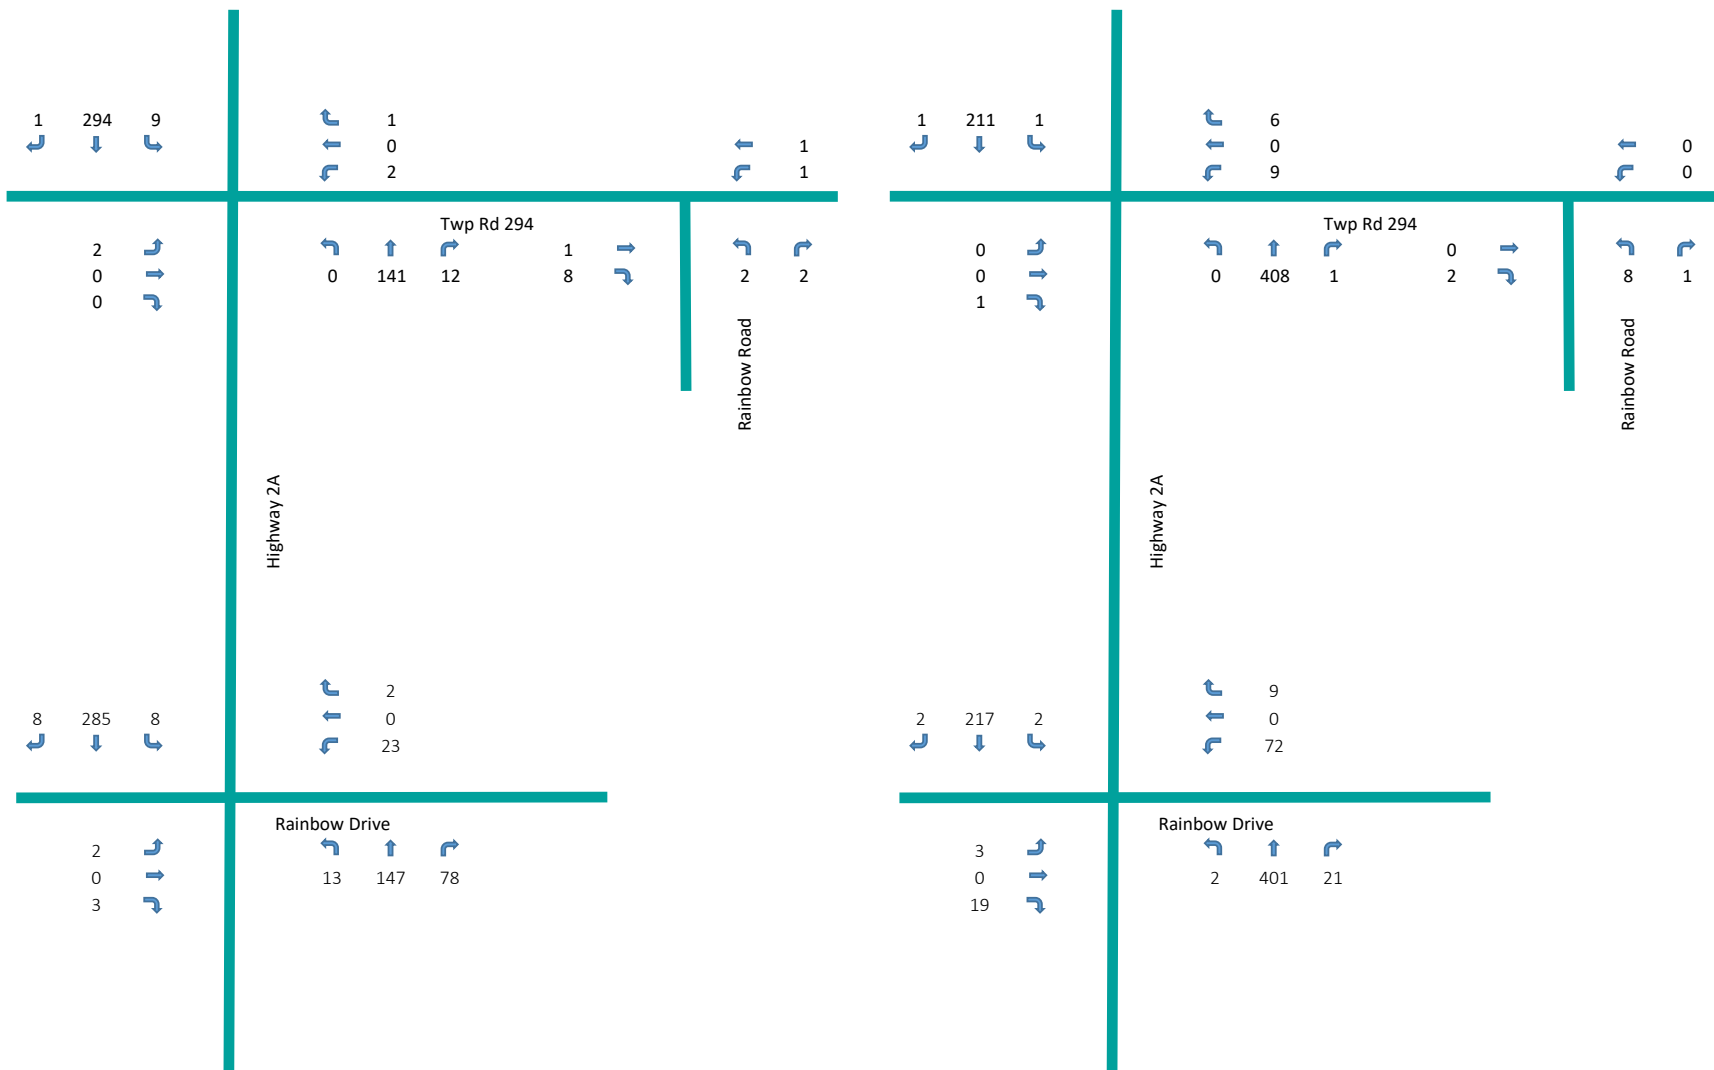 1 294 9 1
0 1
2 1
Twp Rd 294
2 1
0 0 141 12 8 2 2
0
Rainbow Road
Highway 2A
2
8 285 8 0
23
Rainbow Drive
2
0 13 147 78
3
1 211 1 6
0 0
9 0
Twp Rd 294
0 0
0 0 408 1 2 8 1
1
Rainbow Road
Highway 2A
9
2 217 2 0
72
Rainbow Drive
3
0 2 401 21
19